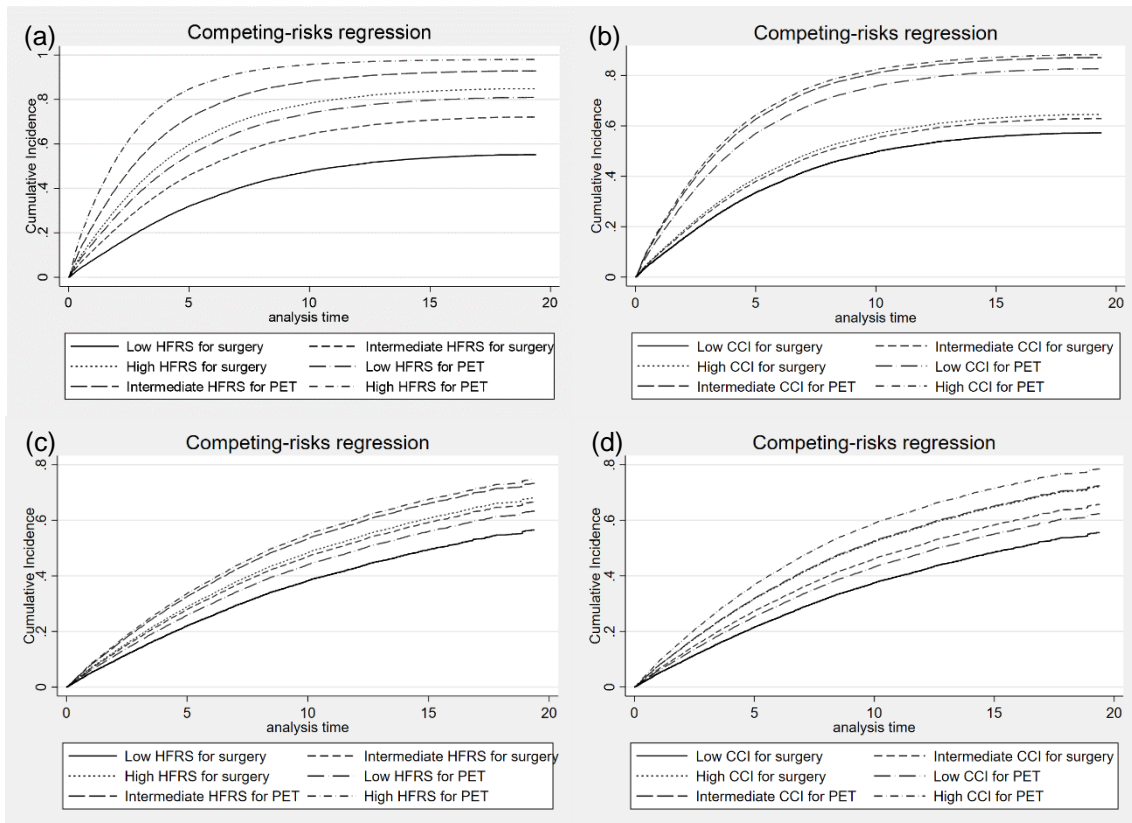 (a)
Competing-risks regression
Cumulative Incidence
0 .2 .4 .6 .8 1
0 5 10 15 20
analysis time
Low HFRS for surgery Intermediate HFRS for surgery
High HFRS for surgery Low HFRS for PET
Intermediate HFRS for PET High HFRS for PET
(b)
Competing-risks regression
Cumulative Incidence
0 .2 .4 .6 .8
0 5 10 15 20
analysis time
Low CCI for surgery Intermediate CCI for surgery
High CCI for surgery Low CCI for PET
Intermediate CCI for PET High CCI for PET
(c)
Competing-risks regression
Cumulative Incidence
0 .2 .4 .6 .8
0 5 10 15 20
analysis time
Low HFRS for surgery Intermediate HFRS for surgery
High HFRS for surgery Low HFRS for PET
Intermediate HFRS for PET High HFRS for PET
(d)
Competing-risks regression
Cumulative Incidence
0 .2 .4 .6 .8
0 5 10 15 20
analysis time
Low CCI for surgery Intermediate CCI for surgery
High CCI for surgery Low CCI for PET
Intermediate CCI for PET High CCI for PET